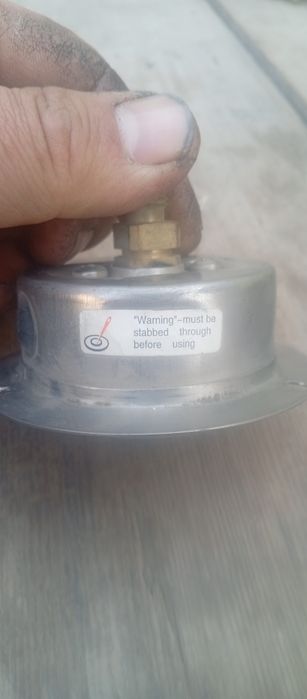 "Warning"-must be
stabbed through
before using